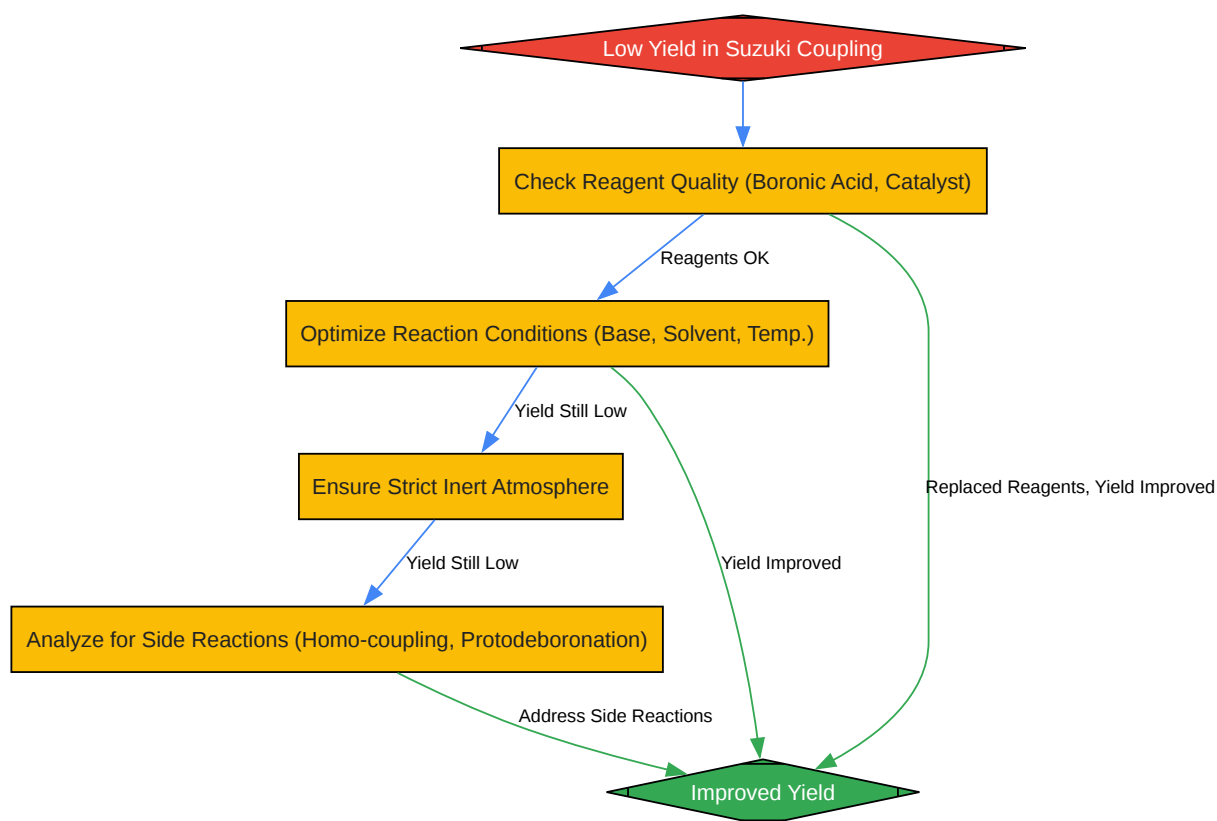 Low Yield in Suzuki Coupling
Check Reagent Quality (Boronic Acid, Catalyst)
Reagents OK
Optimize Reaction Conditions (Base, Solvent, Temp.)
Yield Still Low
Ensure Strict Inert Atmosphere
Replaced Reagents, Yield Improved
Yield Still Low
Yield Improved
Analyze for Side Reactions (Homo-coupling, Protodeboronation)
Address Side Reactions
Improved Yield